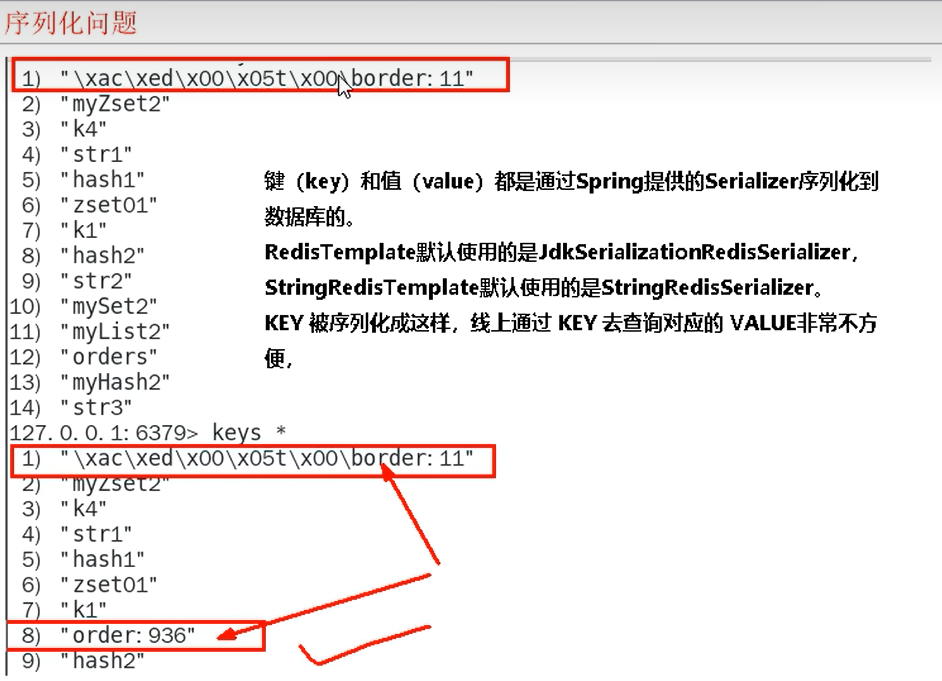 序列化问题
1) "\xac\xed\x00\x05t\x00\border:11"
2) "myZset2"
3) "k4"
4) "str1"
5) "hash1"
6) "zset01"
7) "k1"
8) "hash2"
9) "str2"
10) "mySet2"
11) "myList2"
12) "orders"
13) "myHash2"
14) "str3"
键（key）和值（value）都是通过Spring提供的Serializer序列化到
数据库的。
RedisTemplate默认使用的是JdkSerializationRedisSerializer，
StringRedisTemplate默认使用的是StringRedisSerializer。
KEY 被序列化成这样，线上通过 KEY 去查询对应的 VALUE非常不方
便，
127.0.0.1:6379> keys *
1) "\xac\xed\x00\x05t\x00\border:11"
2) "myZset2"
3) "k4"
4) "str1"
5) "hash1"
6) "zset01"
7) "k1"
8) "order:936"
9) "hash2"